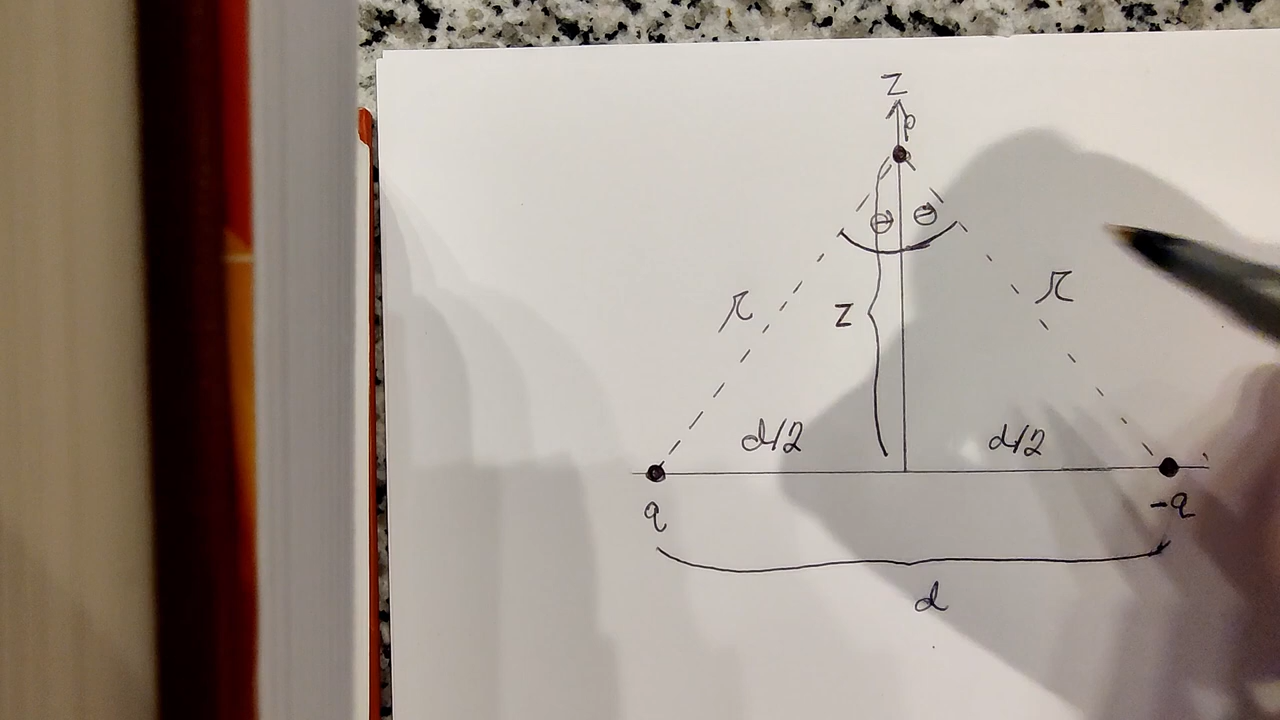 z
p
θ θ
r z r
d/2 d/2
q -q
d